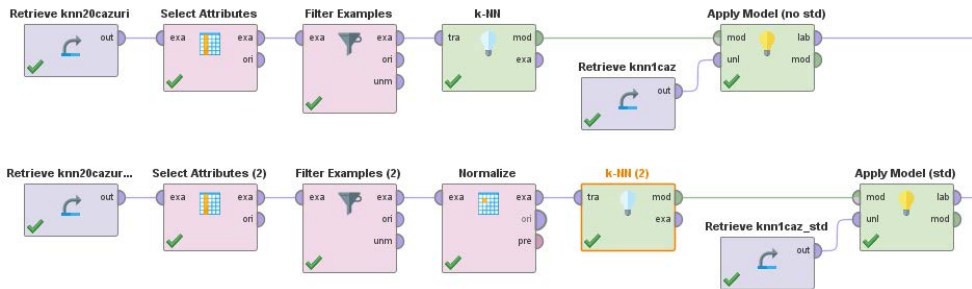 Retrieve knn20cazuri Select Attributes Filter Examples k-NN Apply Model (no std)
out exa exa exa exa tra mod mod lab
ori ori exa unl mod
unm
Retrieve knn1caz
out
Retrieve knn20cazur... Select Attributes (2) Filter Examples (2) Normalize k-NN (2) Apply Model (std)
out exa exa exa exa exa exa tra mod mod lab
ori ori ori exa unl mod
unm pre
Retrieve knn1caz_std
out